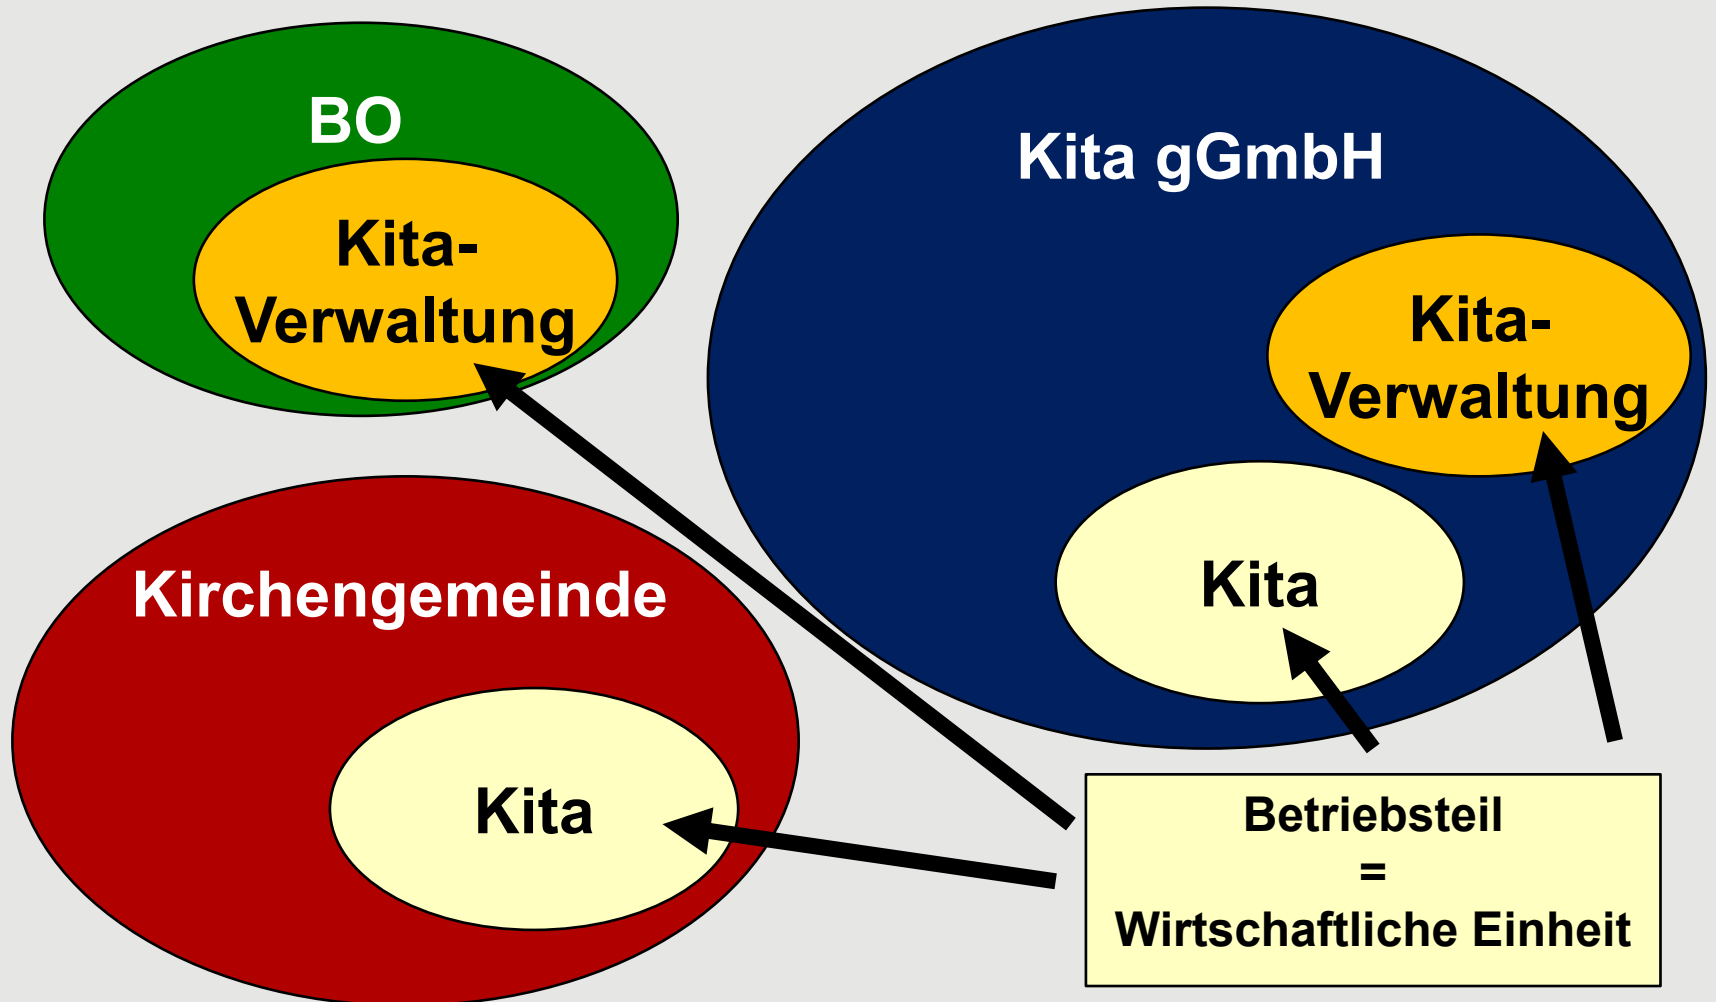 BO
Kita-
Verwaltung
Kita gGmbH
Kita-
Verwaltung
Kita
Kirchengemeinde
Kita
Betriebsteil
=
Wirtschaftliche Einheit